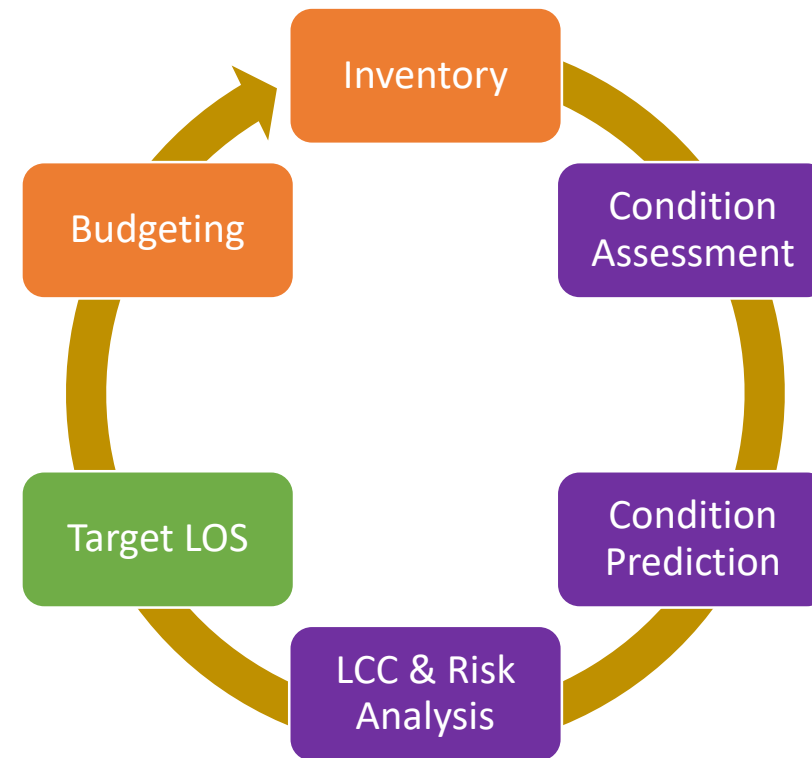 Inventory
Condition
Assessment
Condition
Prediction
LCC & Risk
Analysis
Target LOS
Budgeting